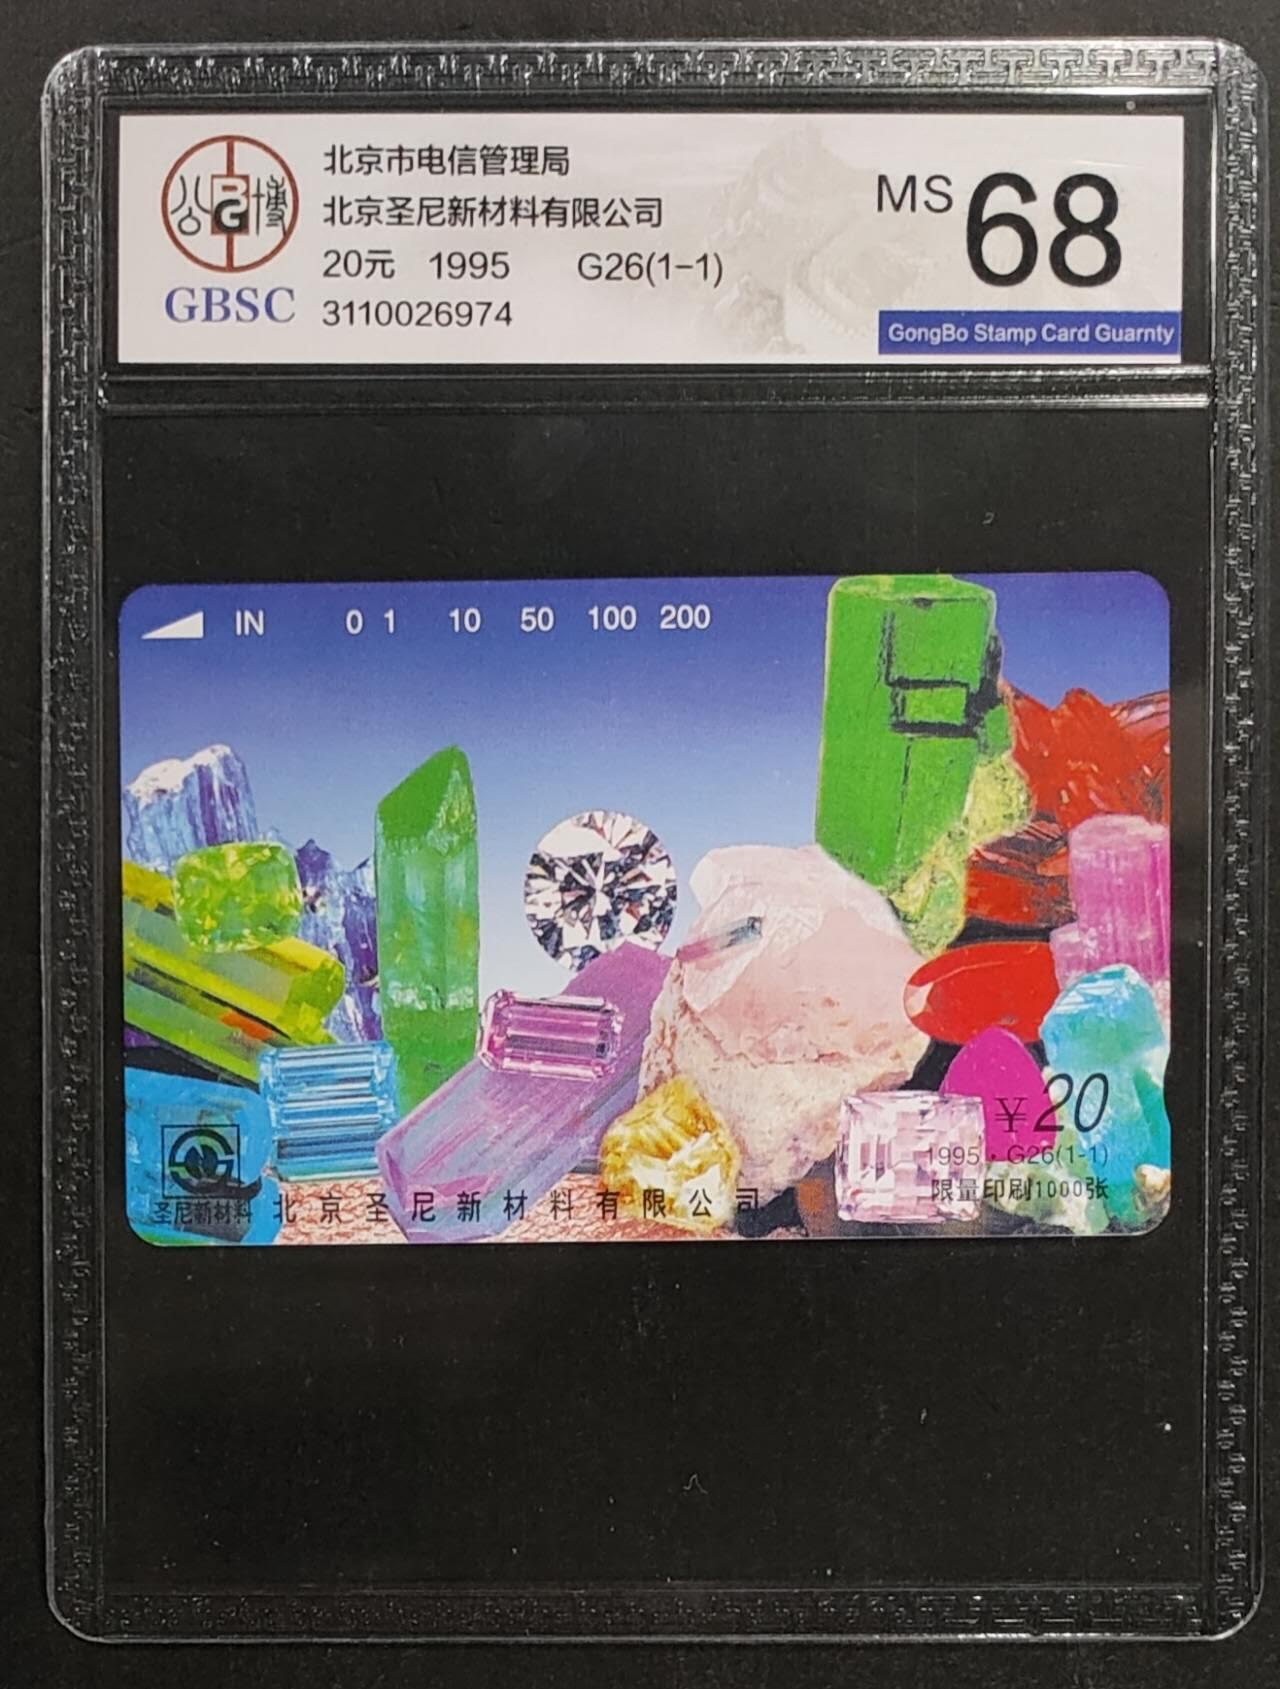 公博
BG
GBSC
北京市电信管理局
北京圣尼新材料有限公司
20元 1995 G26(1-1)
3110026974
MS 68
GongBo Stamp Card Guarnty
IN 0 1 10 50 100 200
¥20
1995·G26(1-1)
限量印刷1000张
圣尼新材料
北京圣尼新材料有限公司